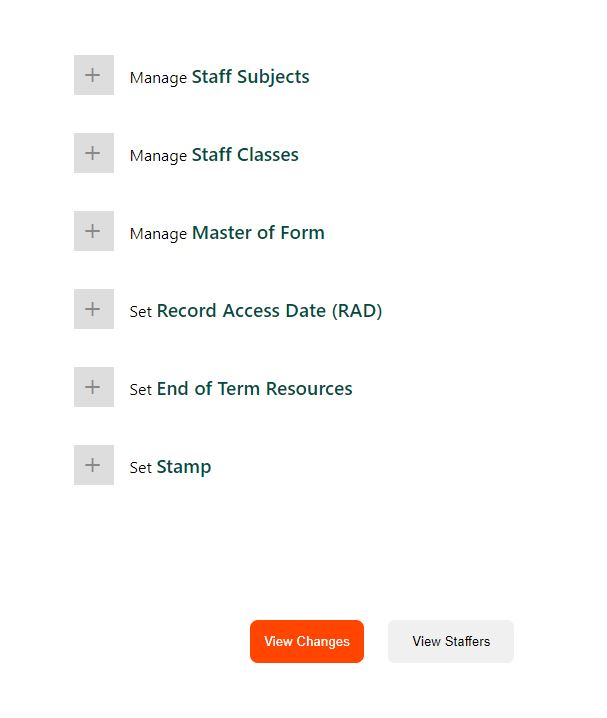 Manage Staff Subjects
Manage Staff Classes
Manage Master of Form
Set Record Access Date (RAD)
Set End of Term Resources
Set Stamp
View Changes
View Staffers